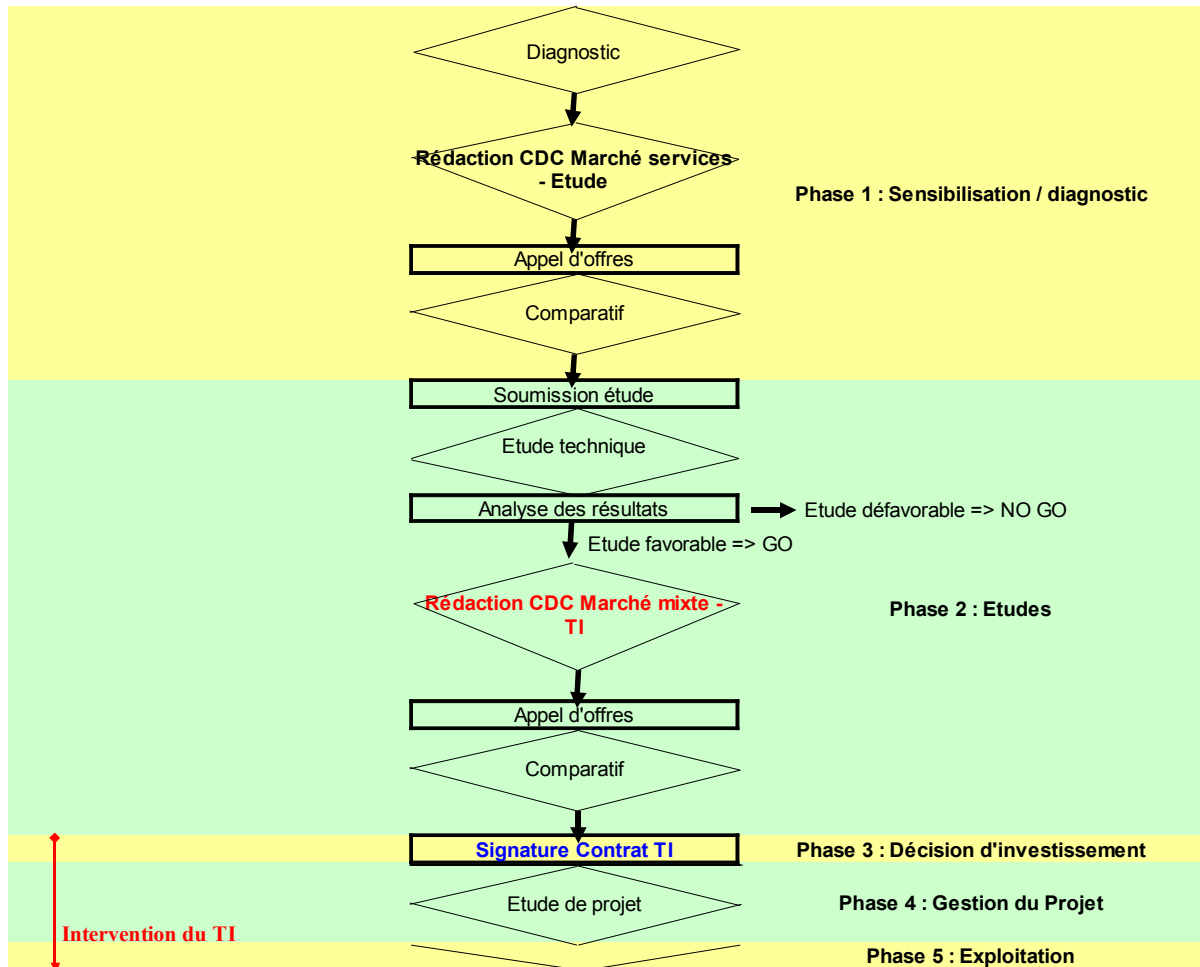 Diagnostic
Rédaction CDC Marché services
- Etude
Phase 1 : Sensibilisation / diagnostic
Appel d'offres
Comparatif
Soumission étude
Etude technique
Analyse des résultats
Etude défavorable => NO GO
Etude favorable => GO
Rédaction CDC Marché mixte -
TI
Phase 2 : Etudes
Appel d'offres
Comparatif
Signature Contrat TI
Phase 3 : Décision d'investissement
Etude de projet
Phase 4 : Gestion du Projet
Intervention du TI
Phase 5 : Exploitation